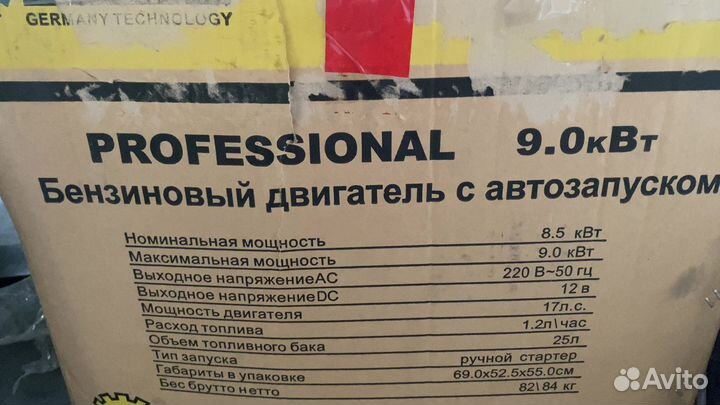 GERMANY TECHNOLOGY
PROFESSIONAL 9.0кВт
Бензиновый двигатель с автозапуском
Номинальная мощность 8.5 кВт
Максимальная мощность 9.0 кВт
Выходное напряжениеAC 220 В~50 гц
Выходное напряжениеDC 12 в
Мощность двигателя 17л.с.
Расход топлива 1.2л\час
Объем топливного бака 25л
Тип запуска ручной стартер
Габариты в упаковке 69.0x52.5x55.0см
Бес брутто нетто 82\84 кг
Avito